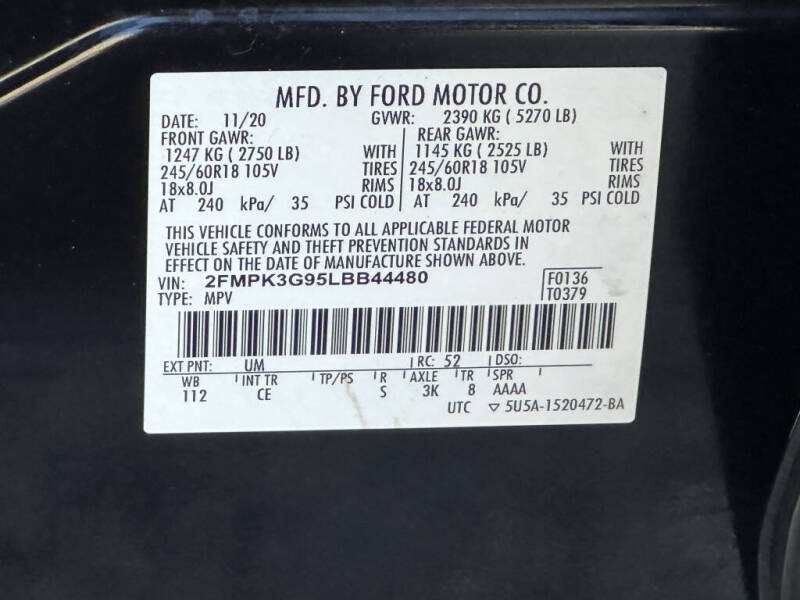 MFD. BY FORD MOTOR CO.
DATE: 11/20 GVWR: 2390 KG ( 5270 LB)
FRONT GAWR: REAR GAWR:
1247 KG ( 2750 LB) WITH 1145 KG ( 2525 LB) WITH
245/60R18 105V TIRES 245/60R18 105V TIRES
18x8.0J RIMS 18x8.0J RIMS
AT 240 kPa/ 35 PSI COLD AT 240 kPa/ 35 PSI COLD
THIS VEHICLE CONFORMS TO ALL APPLICABLE FEDERAL MOTOR
VEHICLE SAFETY AND THEFT PREVENTION STANDARDS IN
EFFECT ON THE DATE OF MANUFACTURE SHOWN ABOVE.
VIN: 2FMPK3G95LBB44480 F0136
TYPE: MPV T0379
EXT PNT: UM RC: 52 DSO:
WB INT TR TP/PS R AXLE TR SPR
112 CE S 3K 8 AAAA
UTC ▽ 5U5A-1520472-BA